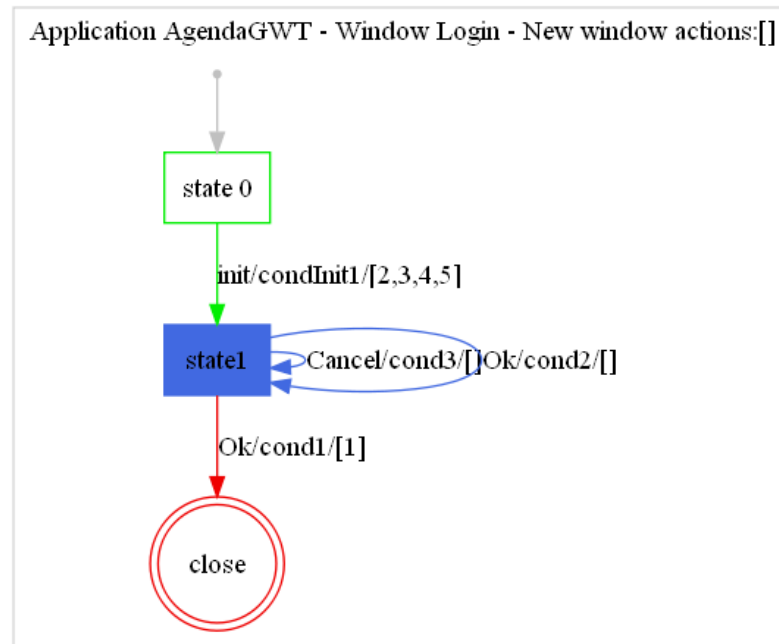 Application AgendaGWT - Window Login - New window actions:[]
state 0
init/condInit1/[2,3,4,5]
state1
Cancel/cond3/[]
Ok/cond2/[]
Ok/cond1/[1]
close